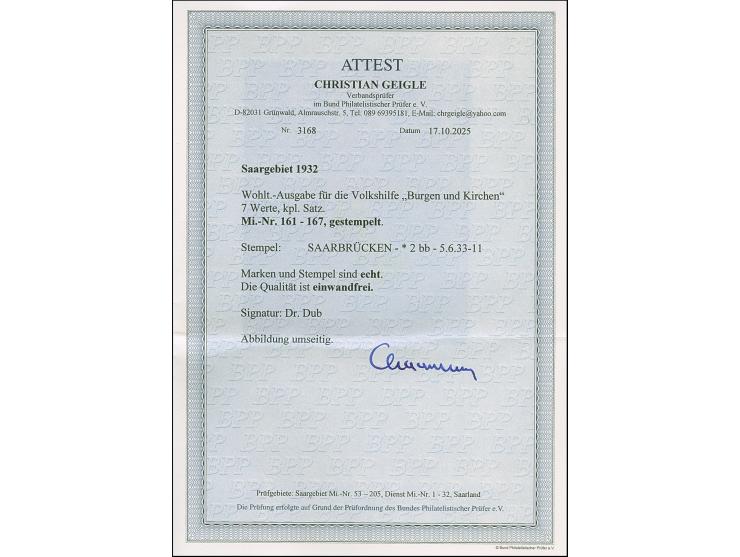 ATTEST
CHRISTIAN GEIGLE
Verbandsprüfer
im Bund Philatelistischer Prüfer e. V.
D-82031 Grünwald, Almrauschstr. 5, Tel: 089 69395181, E-Mail: chrgeigle@yahoo.com
Nr. 3168 Datum 17.10.2025
Saargebiet 1932
Wohlt.-Ausgabe für die Volkshilfe „Burgen und Kirchen“
7 Werte, kpl. Satz.
Mi.-Nr. 161 - 167, gestempelt.
Stempel: SAARBRÜCKEN - * 2 bb - 5.6.33-11
Marken und Stempel sind echt.
Die Qualität ist einwandfrei.
Signatur: Dr. Dub
Abbildung umseitig.
Prüfgebiete: Saargebiet Mi.-Nr. 53 – 205, Dienst Mi.-Nr. 1 - 32, Saarland
Die Prüfung erfolgte auf Grund der Prüfordnung des Bundes Philatelistischer Prüfer e.V.
© Bund Philatelistischer Prüfer e.V.